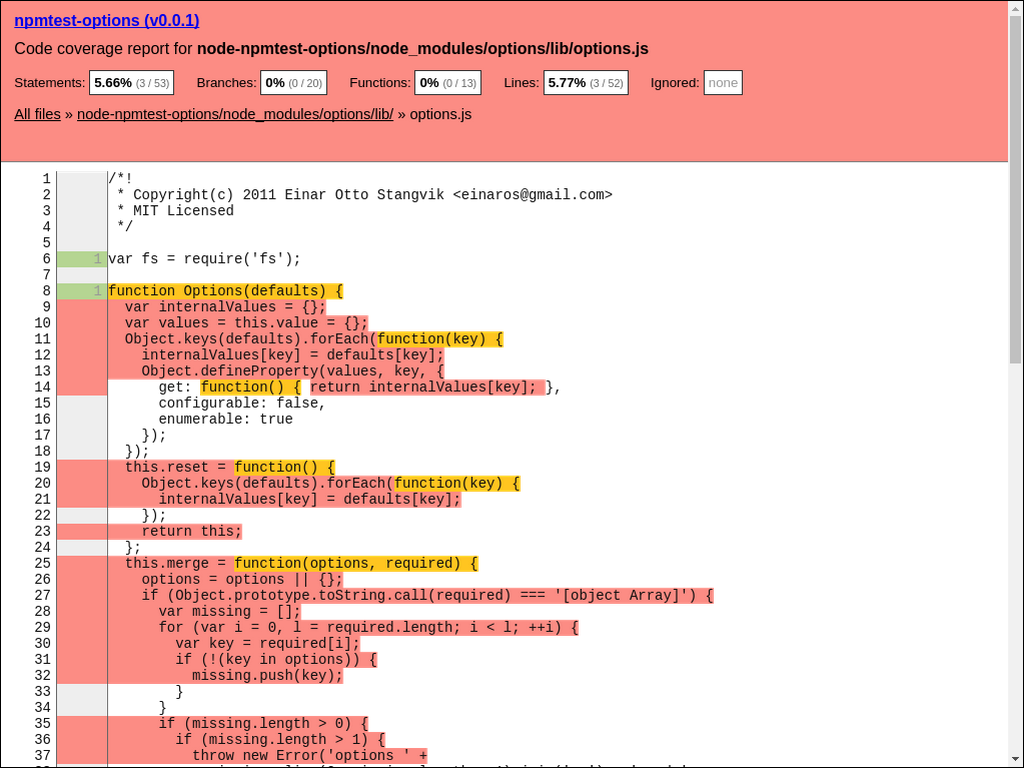 npmtest-options (v0.0.1)
Code coverage report for node-npmtest-options/node_modules/options/lib/options.js
Statements: 5.66% (3 / 53) Branches: 0% (0 / 20) Functions: 0% (0 / 13) Lines: 5.77% (3 / 52) Ignored: none
All files » node-npmtest-options/node_modules/options/lib/ » options.js
1 /*!
2  * Copyright(c) 2011 Einar Otto Stangvik <einaros@gmail.com>
3  * MIT Licensed
4  */
5
6 1 var fs = require('fs');
7
8 1 function Options(defaults) {
9   var internalValues = {};
10   var values = this.value = {};
11   Object.keys(defaults).forEach(function(key) {
12     internalValues[key] = defaults[key];
13     Object.defineProperty(values, key, {
14       get: function() { return internalValues[key]; },
15       configurable: false,
16       enumerable: true
17     });
18   });
19   this.reset = function() {
20     Object.keys(defaults).forEach(function(key) {
21       internalValues[key] = defaults[key];
22     });
23     return this;
24   };
25   this.merge = function(options, required) {
26     options = options || {};
27     if (Object.prototype.toString.call(required) === '[object Array]') {
28       var missing = [];
29       for (var i = 0, l = required.length; i < l; ++i) {
30         var key = required[i];
31         if (!(key in options)) {
32           missing.push(key);
33         }
34       }
35       if (missing.length > 0) {
36         if (missing.length > 1) {
37           throw new Error('options ' +